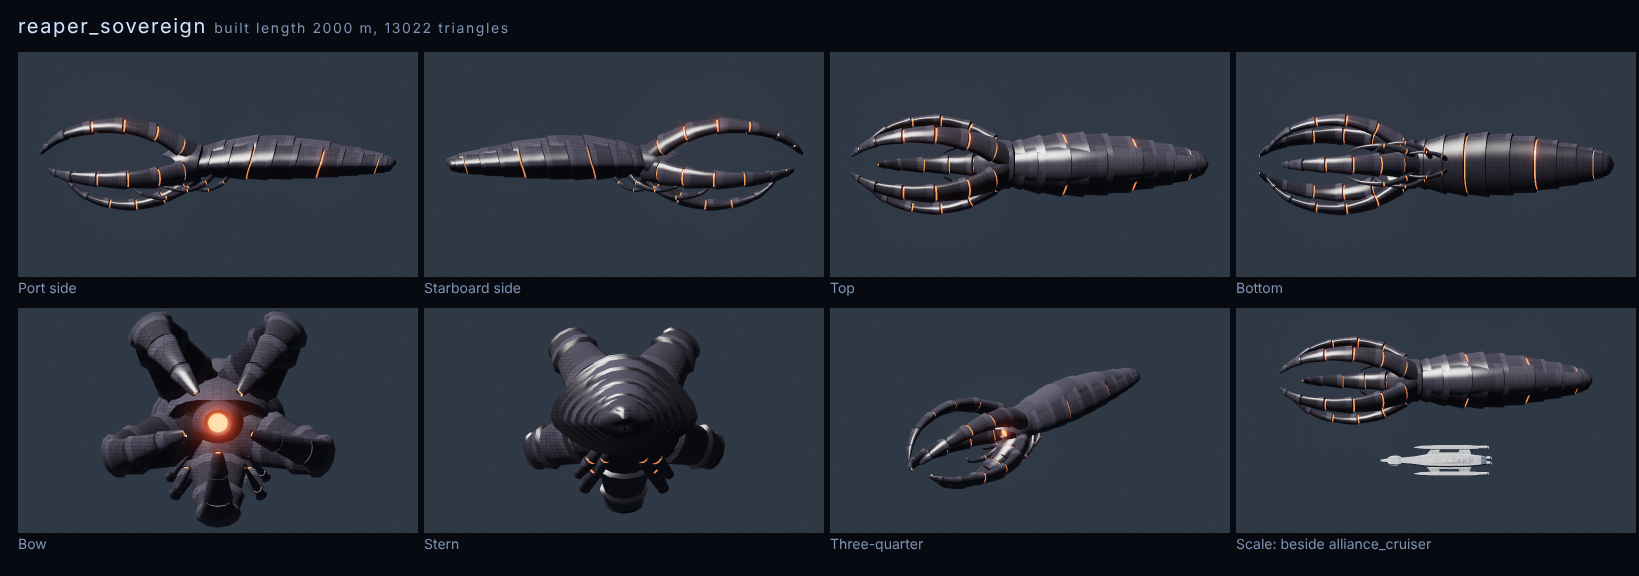 reaper_sovereign built length 2000 m, 13022 triangles
Port side
Starboard side
Top
Bottom
Bow
Stern
Three-quarter
Scale: beside alliance_cruiser